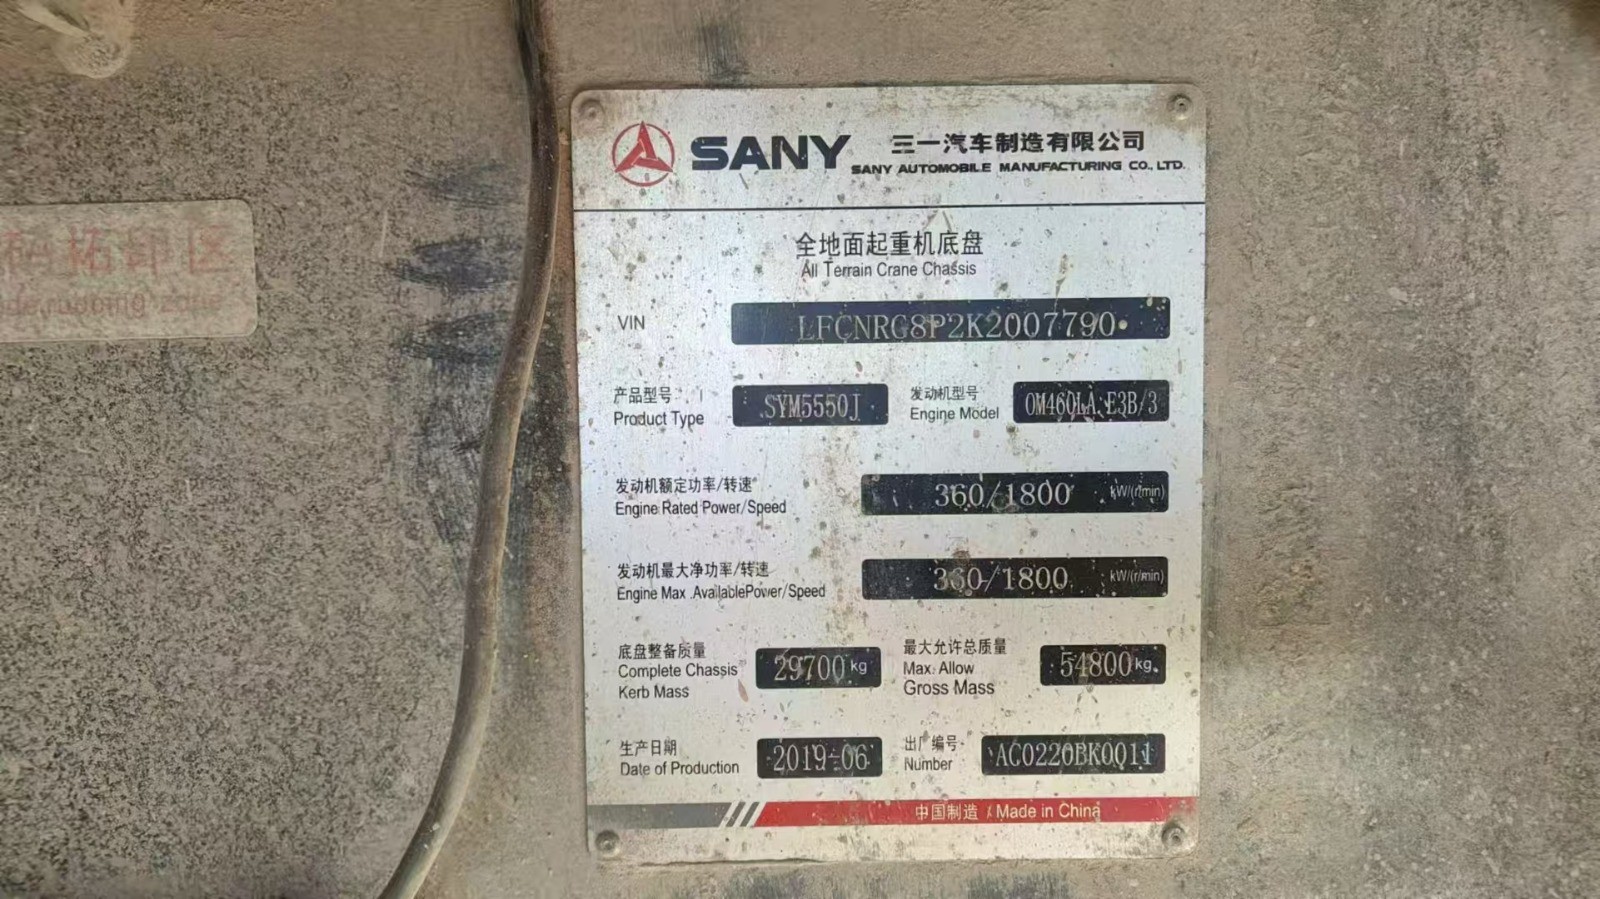 拓印区
rubbing zone
SANY 三一汽车制造有限公司
SANY AUTOMOBILE MANUFACTURING CO., LTD.
全地面起重机底盘
All Terrain Crane Chassis
VIN LFCNRG8P2K2007790
产品型号 SYM5550J 发动机型号 OM460LA.E3B/3
Product Type Engine Model
发动机额定功率/转速 360/1800 kW/(r/min)
Engine Rated Power/Speed
发动机最大净功率/转速 360/1800 kW/(r/min)
Engine Max .AvailablePower/Speed
底盘整备质量 29700 kg 最大允许总质量 54800 kg
Complete Chassis Max. Allow
Kerb Mass Gross Mass
生产日期 2019-06 出厂编号 AC0220BK0011
Date of Production Number
中国制造 / Made in China